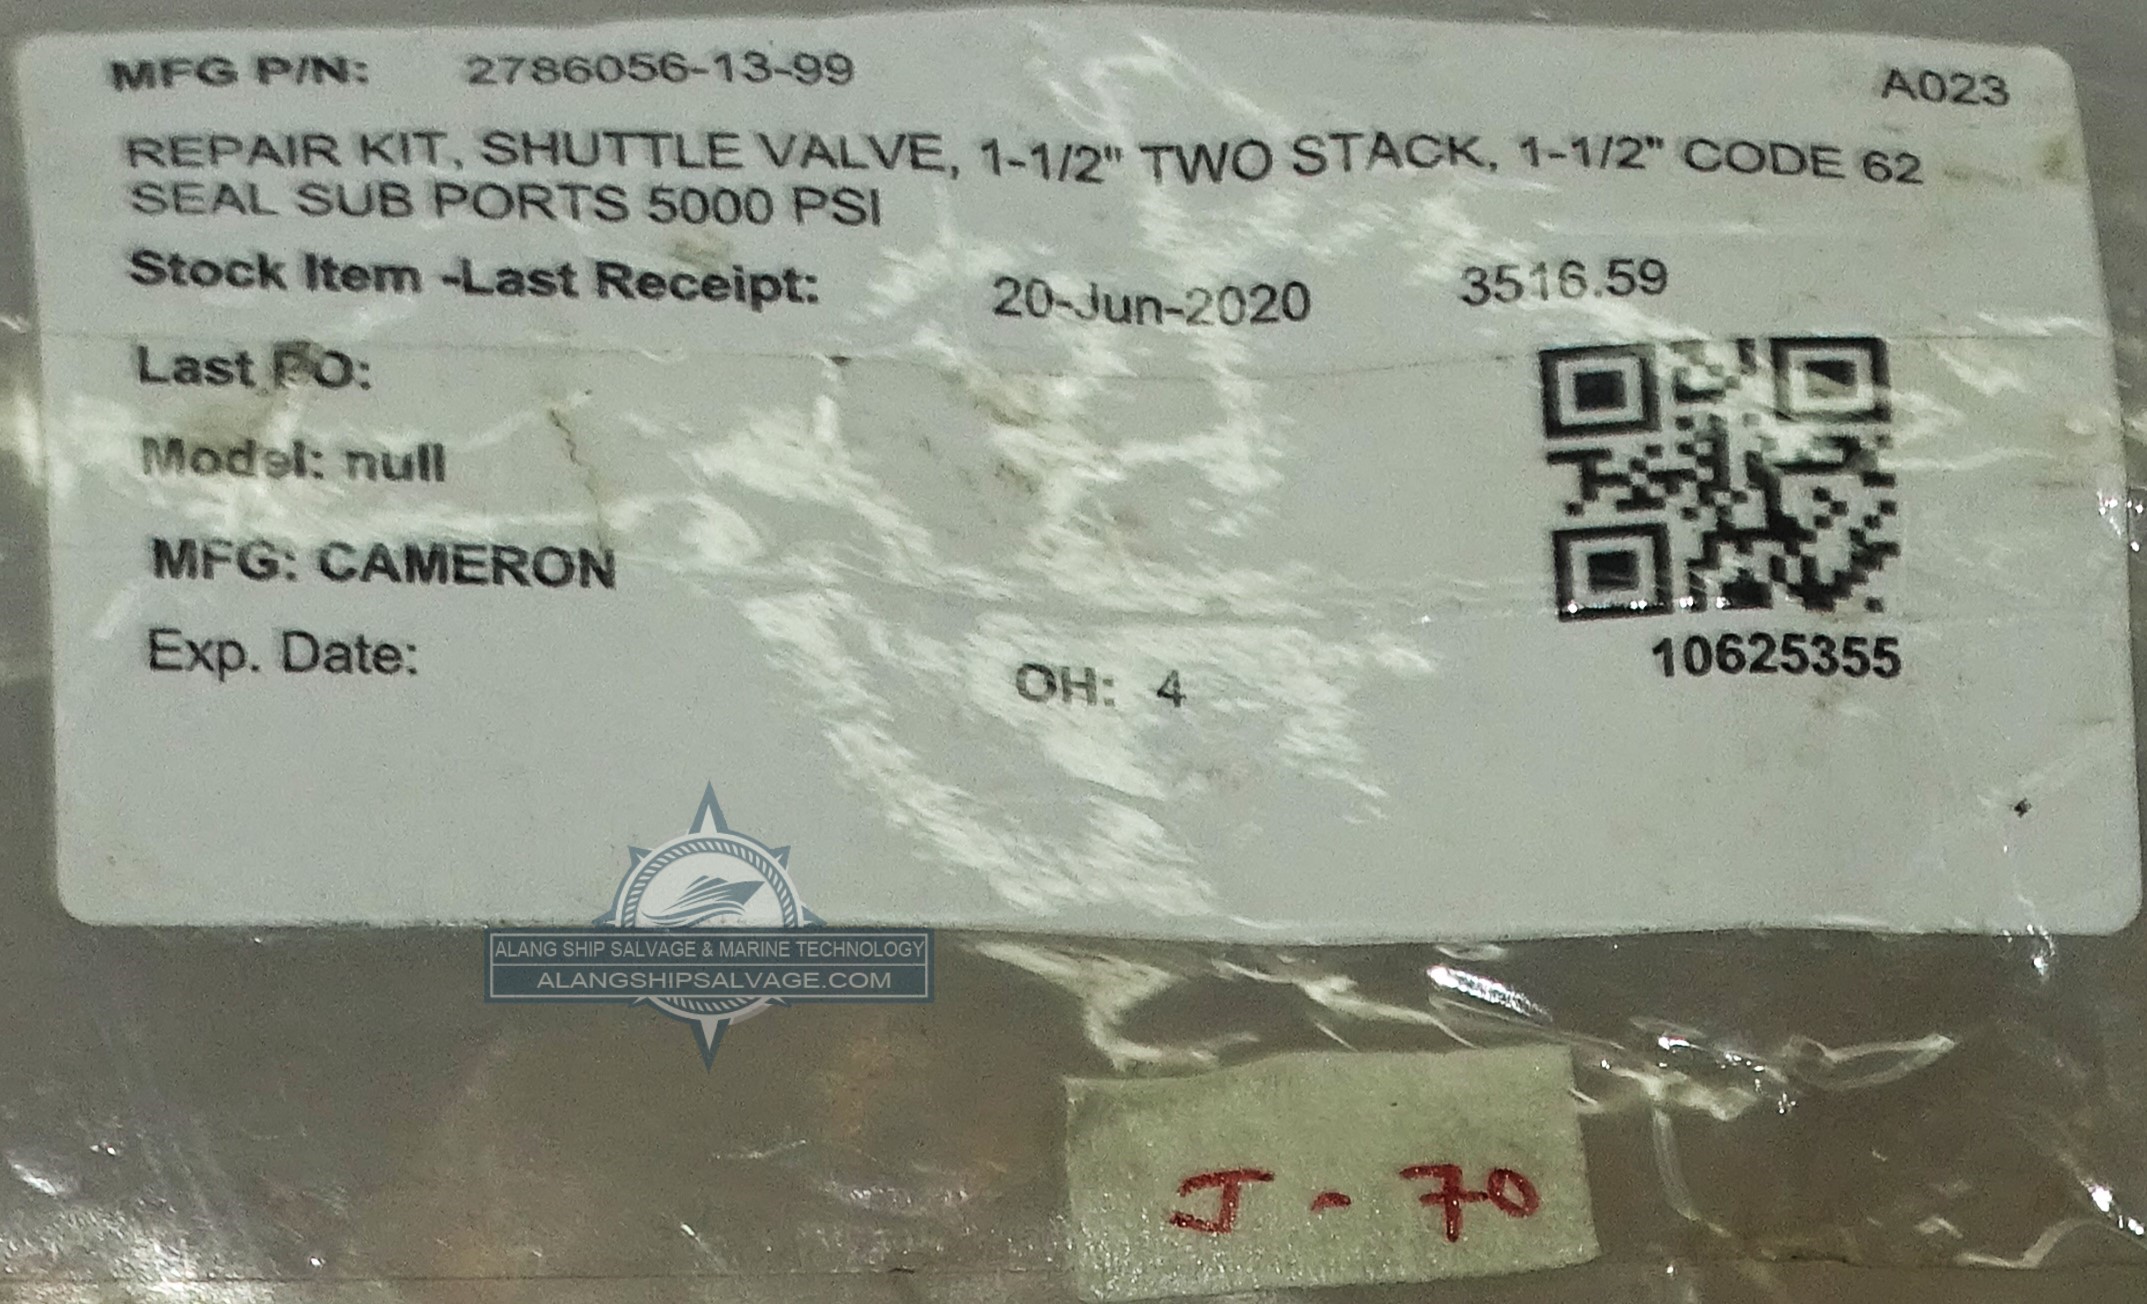 MFG P/N: 2786056-13-99 A023
REPAIR KIT, SHUTTLE VALVE, 1-1/2" TWO STACK, 1-1/2" CODE 62
SEAL SUB PORTS 5000 PSI
Stock Item -Last Receipt: 20-Jun-2020 3516.59
Last PO:
Model: null
MFG: CAMERON
Exp. Date:
OH: 4
10625355
ALANG SHIP SALVAGE & MARINE TECHNOLOGY
ALANGSHIPSALVAGE.COM
J - 70